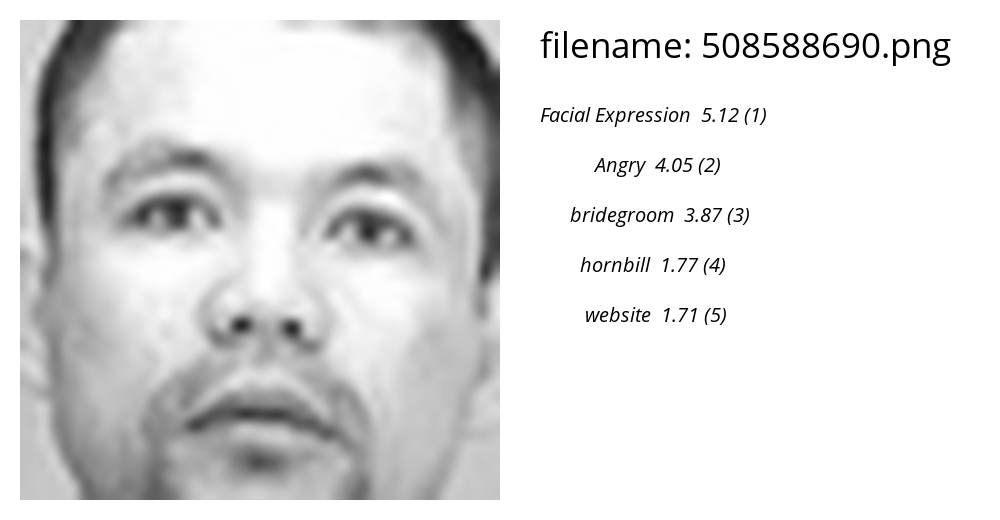 filename: 508588690.png
Facial Expression 5.12 (1)
Angry 4.05 (2)
bridegroom 3.87 (3)
hornbill 1.77 (4)
website 1.71 (5)